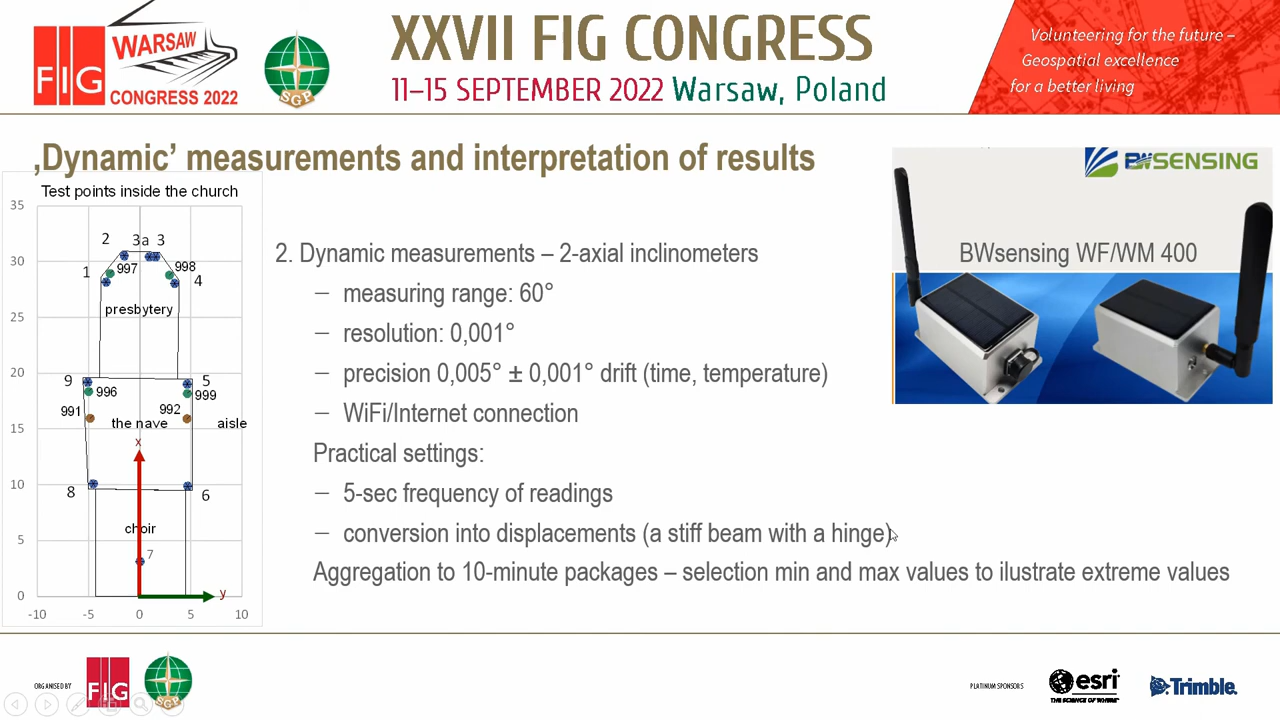 FIG
WARSAW
CONGRESS 2022
SGP
XXVII FIG CONGRESS
11–15 SEPTEMBER 2022 Warsaw, Poland
Volunteering for the future –
Geospatial excellence
for a better living
‚Dynamic’ measurements and interpretation of results
Test points inside the church
35
30
25
20
15
10
5
0
-10
-5
0
5
10
2
3a
3
1
997
998
4
presbytery
9
5
996
999
991
992
the nave
aisle
x
8
6
choir
7
y
2. Dynamic measurements – 2-axial inclinometers
– measuring range: 60°
– resolution: 0,001°
– precision 0,005° ± 0,001° drift (time, temperature)
– WiFi/Internet connection
Practical settings:
– 5-sec frequency of readings
– conversion into displacements (a stiff beam with a hinge)
Aggregation to 10-minute packages – selection min and max values to ilustrate extreme values
BWSENSING
BWsensing WF/WM 400
ORGANISED BY
FIG
SGP
PLATINUM SPONSORS
esri
THE SCIENCE OF WHERE
Trimble.